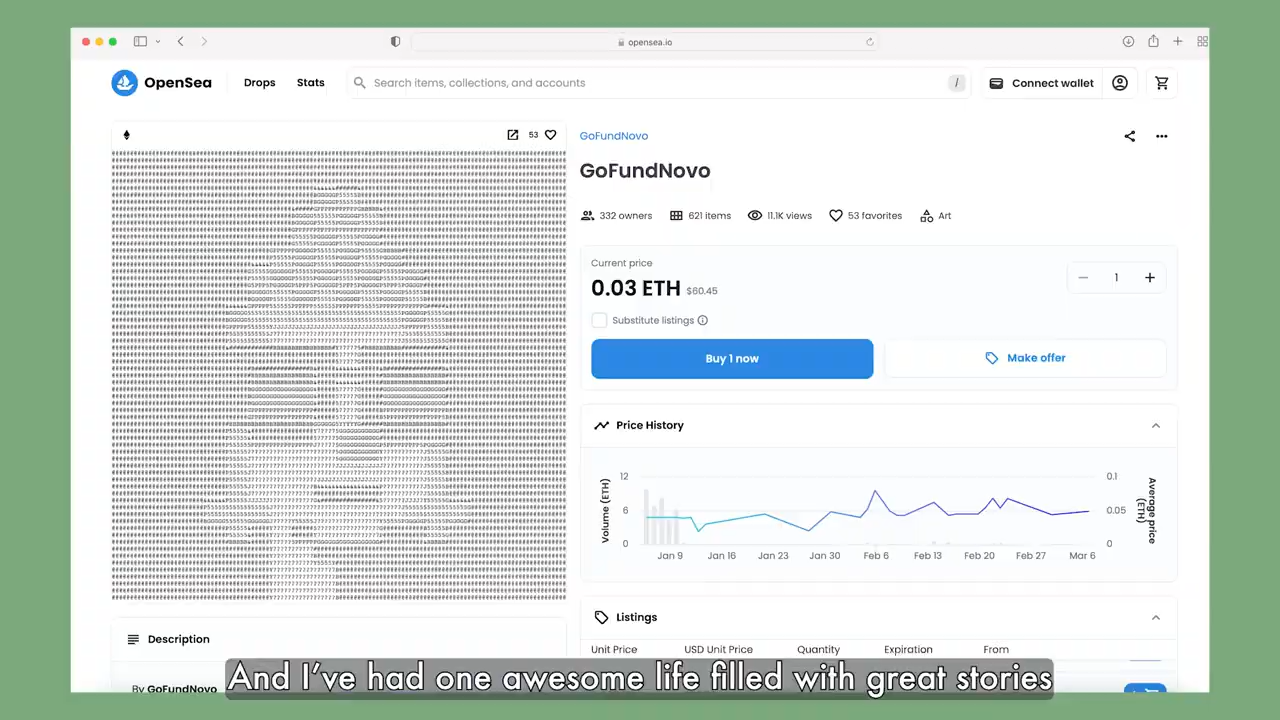 opensea.io
OpenSea Drops Stats Search items, collections, and accounts / Connect wallet
53
GoFundNovo
GoFundNovo
332 owners 621 items 11.1K views 53 favorites Art
Current price
0.03 ETH $60.45
1
Substitute listings
Buy 1 now Make offer
Price History
Volume (ETH)
12
6
0
0.1
0.05
0
Average price (ETH)
Jan 9 Jan 16 Jan 23 Jan 30 Feb 6 Feb 13 Feb 20 Feb 27 Mar 6
Listings
Unit Price USD Unit Price Quantity Expiration From
Description
By GoFundNovo
And I've had one awesome life filled with great stories